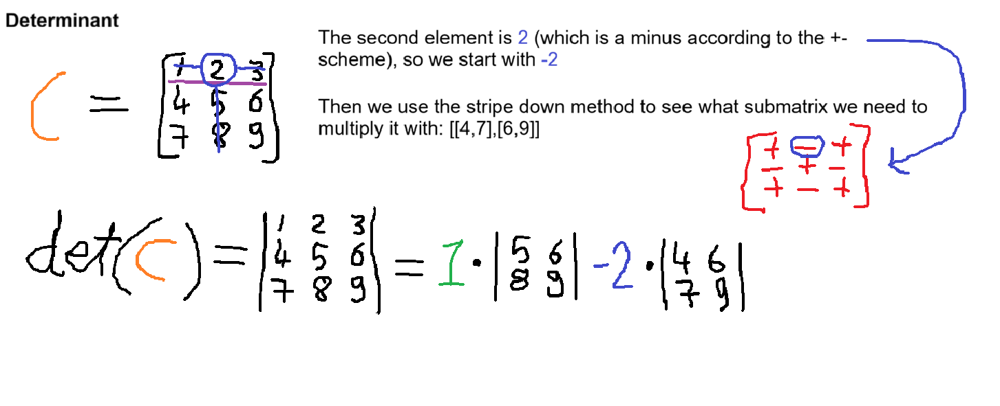 Determinant
The second element is 2 (which is a minus according to the +-
scheme), so we start with -2
Then we use the stripe down method to see what submatrix we need to
multiply it with: [[4,7],[6,9]]
C = [1 2 3
4 5 6
7 8 9]
[+ − +
− + −
+ − +]
det(C) = |1 2 3
4 5 6
7 8 9| = 1 · |5 6
8 9| -2 · |4 6
7 9|